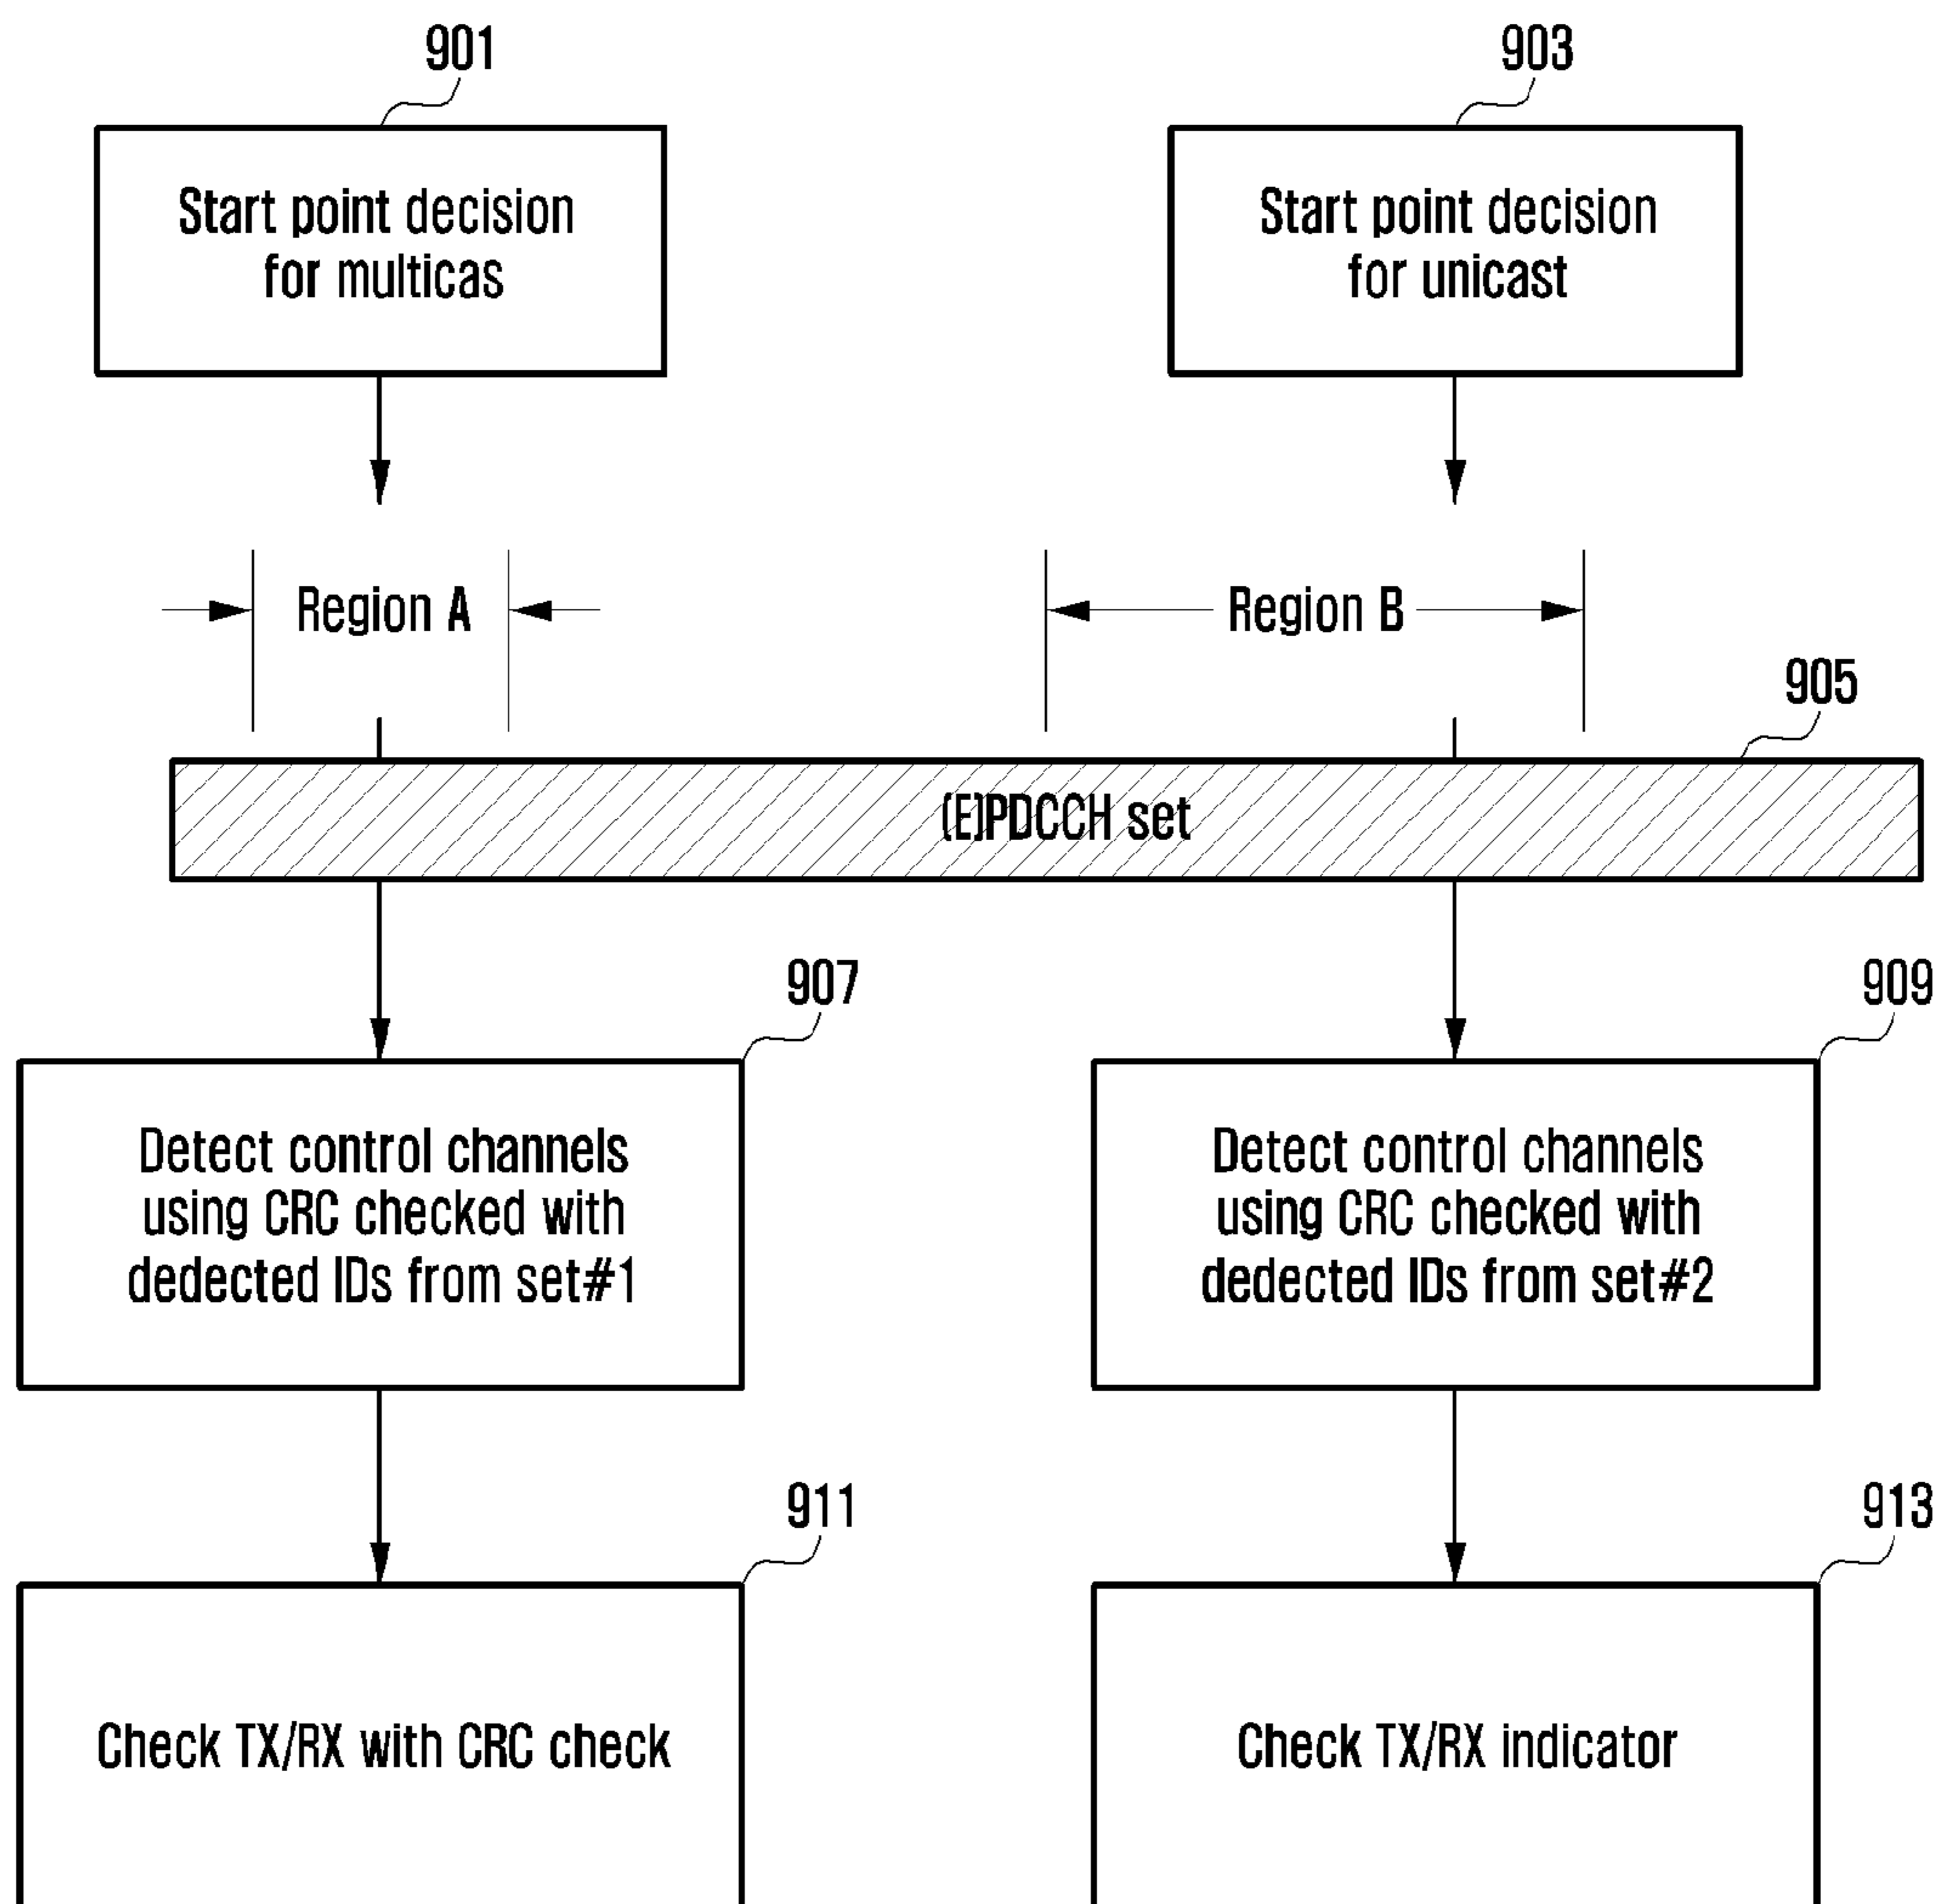 901
903
Start point decision
for multicas
Start point decision
for unicast
Region A
Region B
905
(E)PDCCH set
907
909
Detect control channels
using CRC checked with
dedected IDs from set#1
Detect control channels
using CRC checked with
dedected IDs from set#2
911
913
Check TX/RX with CRC check
Check TX/RX indicator